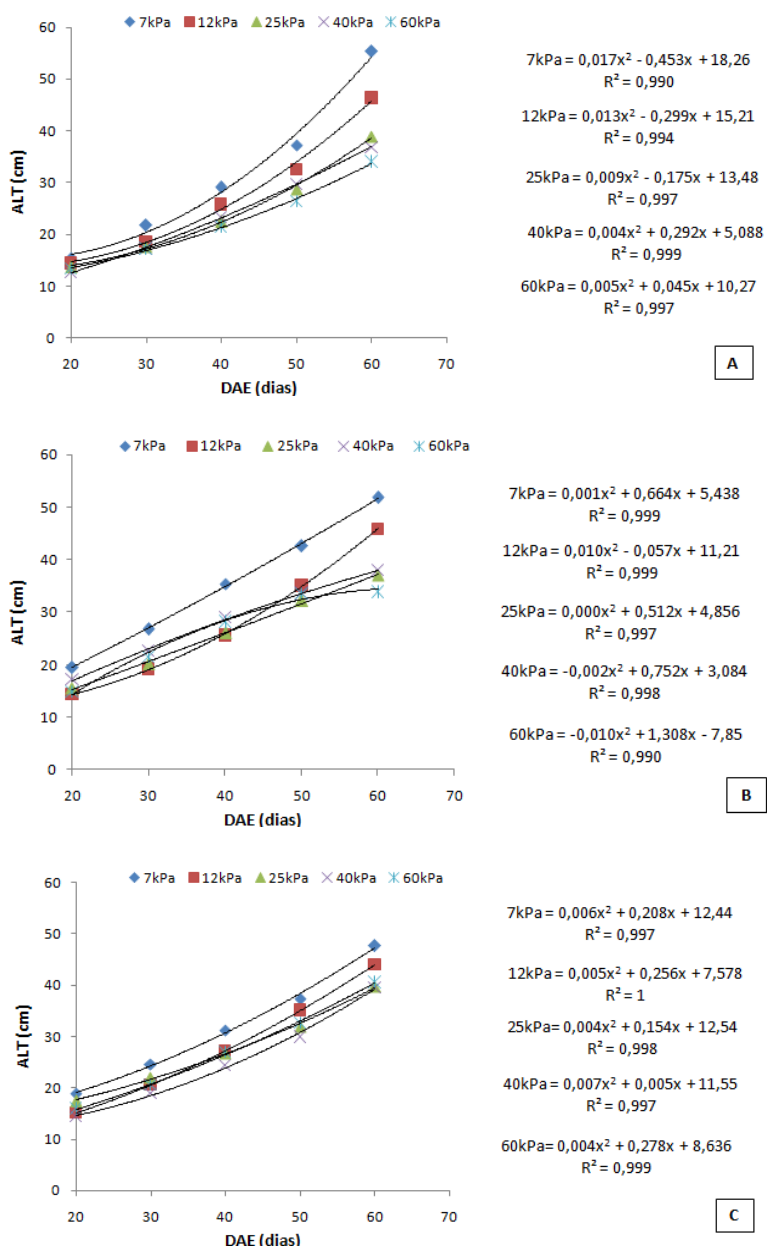 7kPa 12kPa 25kPa 40kPa 60kPa
60
50
40
30
20
10
0
ALT (cm)
20 30 40 50 60 70
DAE (dias)
7kPa = 0,017x² - 0,453x + 18,26
R² = 0,990
12kPa = 0,013x² - 0,299x + 15,21
R² = 0,994
25kPa = 0,009x² - 0,175x + 13,48
R² = 0,997
40kPa = 0,004x² + 0,292x + 5,088
R² = 0,999
60kPa = 0,005x² + 0,045x + 10,27
R² = 0,997
A
7kPa 12kPa 25kPa 40kPa 60kPa
60
50
40
30
20
10
0
ALT (cm)
20 30 40 50 60 70
DAE (dias)
7kPa = 0,001x² + 0,664x + 5,438
R² = 0,999
12kPa = 0,010x² - 0,057x + 11,21
R² = 0,999
25kPa = 0,000x² + 0,512x + 4,856
R² = 0,997
40kPa = -0,002x² + 0,752x + 3,084
R² = 0,998
60kPa = -0,010x² + 1,308x - 7,85
R² = 0,990
B
7kPa 12kPa 25kPa 40kPa 60kPa
60
50
40
30
20
10
0
ALT (cm)
20 30 40 50 60 70
DAE (dias)
7kPa = 0,006x² + 0,208x + 12,44
R² = 0,997
12kPa = 0,005x² + 0,256x + 7,578
R² = 1
25kPa = 0,004x² + 0,154x + 12,54
R² = 0,998
40kPa = 0,007x² + 0,005x + 11,55
R² = 0,997
60kPa = 0,004x² + 0,278x + 8,636
R² = 0,999
C